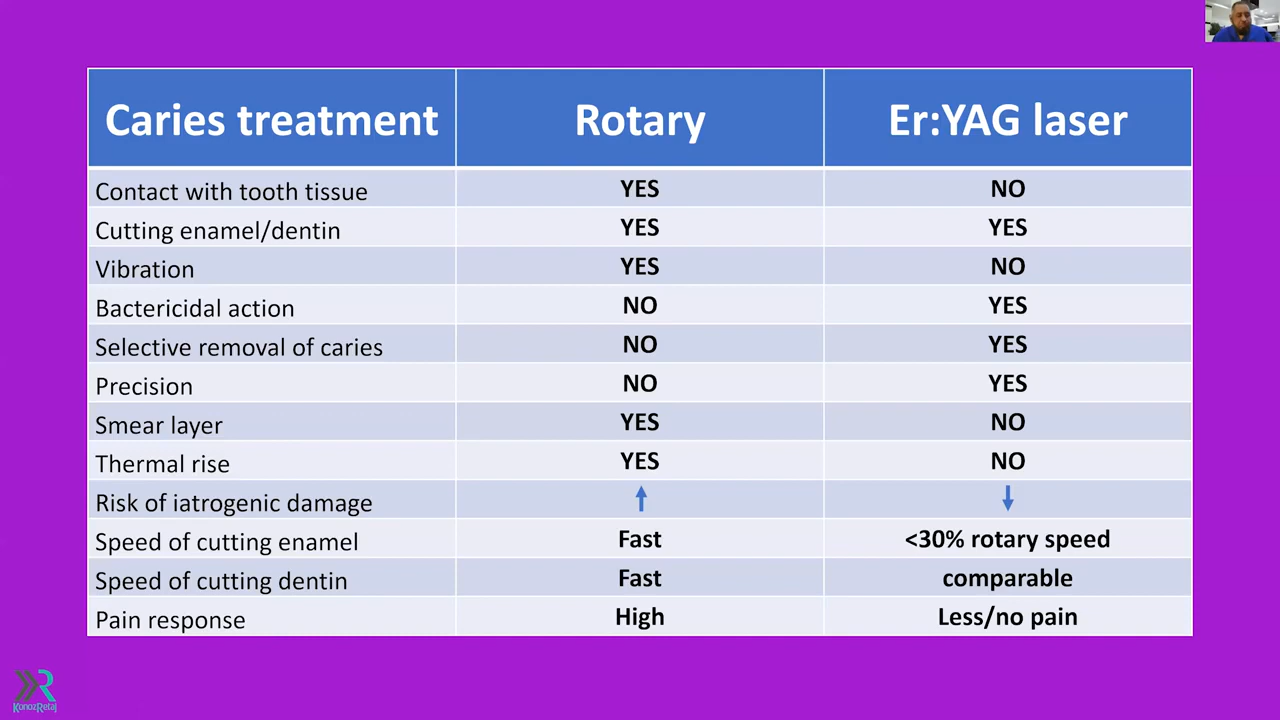 Caries treatment Rotary Er:YAG laser
Contact with tooth tissue YES NO
Cutting enamel/dentin YES YES
Vibration YES NO
Bactericidal action NO YES
Selective removal of caries NO YES
Precision NO YES
Smear layer YES NO
Thermal rise YES NO
Risk of iatrogenic damage ↑ ↓
Speed of cutting enamel Fast <30% rotary speed
Speed of cutting dentin Fast comparable
Pain response High Less/no pain
KonozRetaj